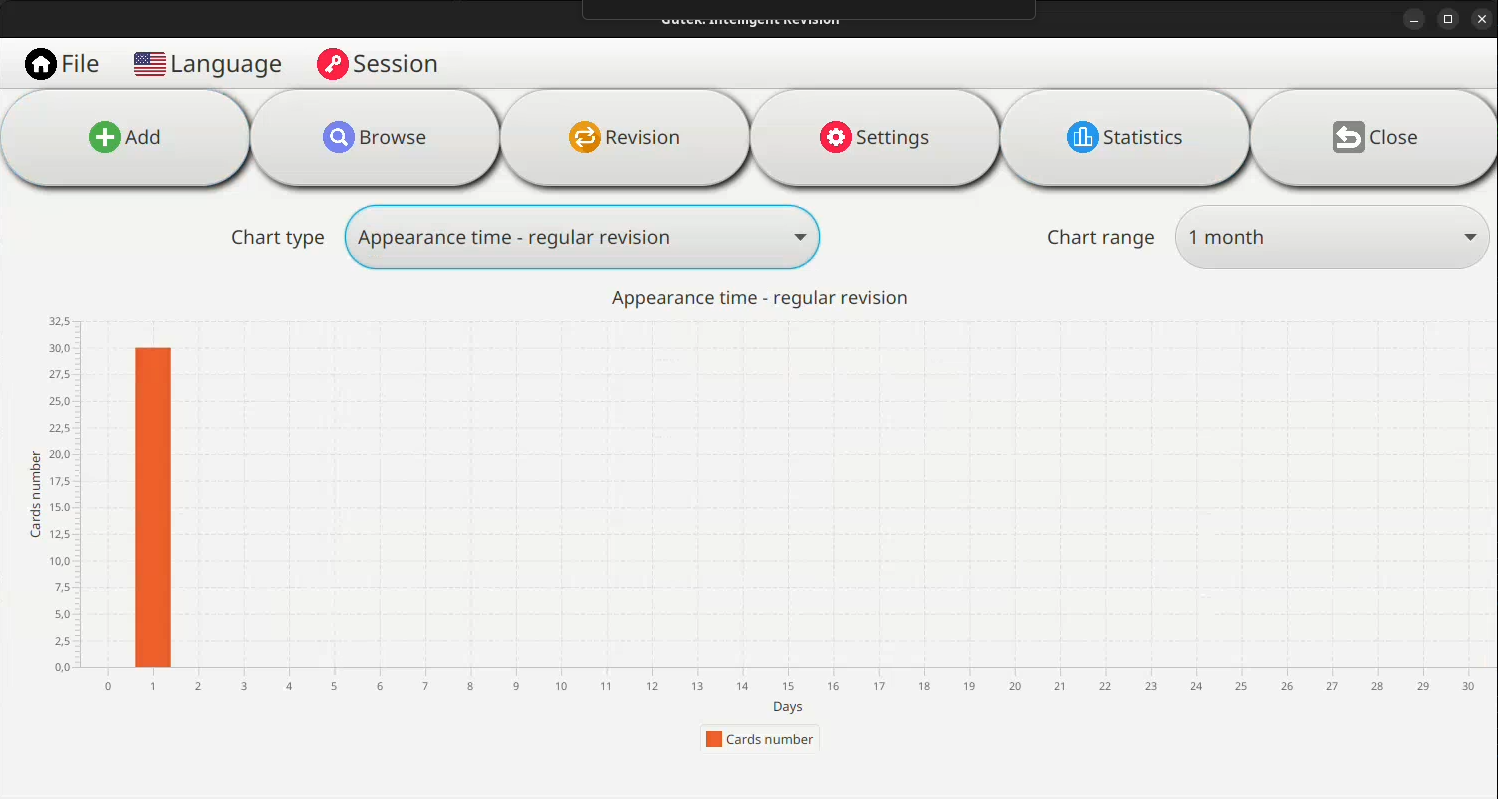 Gutek: Intelligent Revision
File Language Session
Add Browse Revision Settings Statistics Close
Chart type Appearance time - regular revision Chart range 1 month
Appearance time - regular revision
32,5
30,0
27,5
25,0
22,5
20,0
17,5
15,0
12,5
10,0
7,5
5,0
2,5
0,0
Cards number
0 1 2 3 4 5 6 7 8 9 10 11 12 13 14 15 16 17 18 19 20 21 22 23 24 25 26 27 28 29 30
Days
Cards number